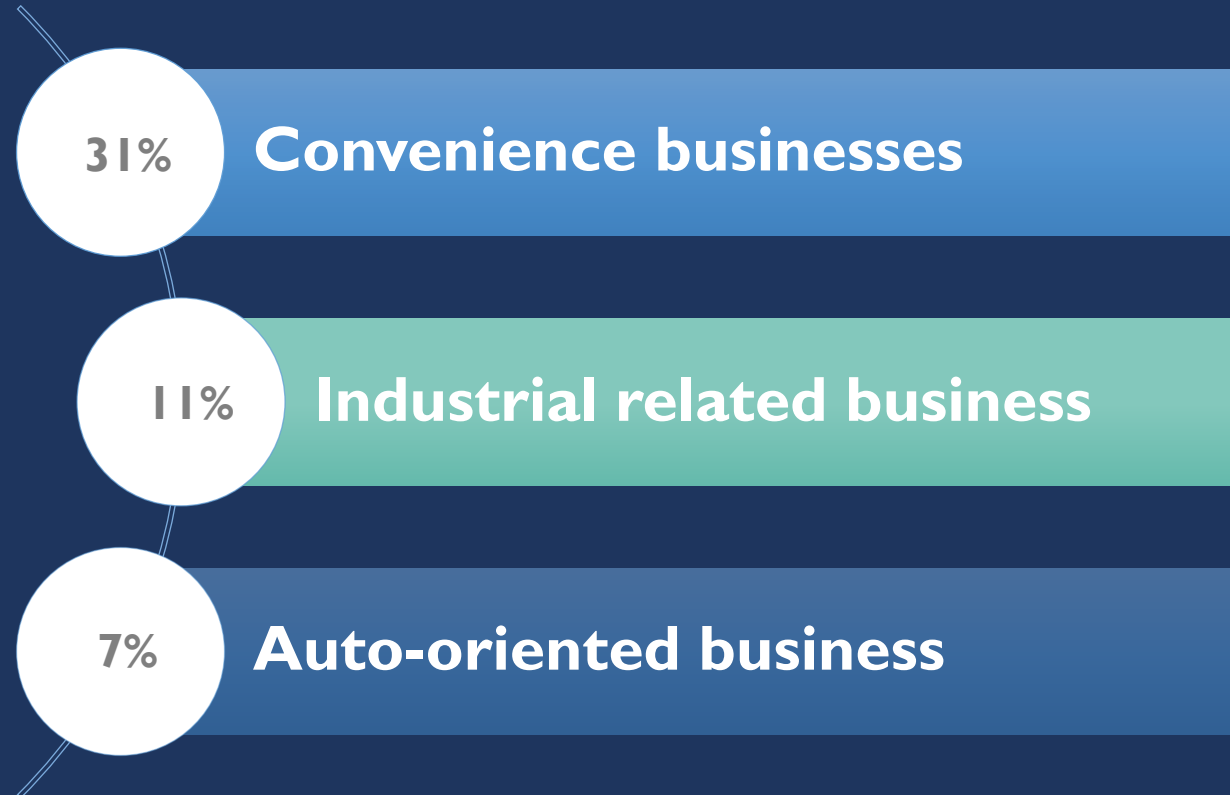 31%
Convenience businesses
11%
Industrial related business
7%
Auto-oriented business